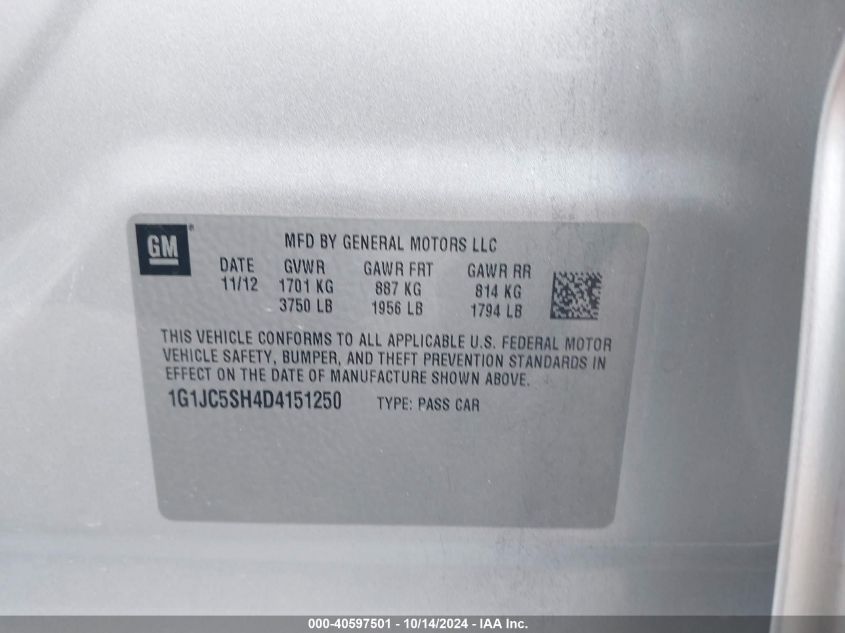 GM
MFD BY GENERAL MOTORS LLC
DATE GVWR GAWR FRT GAWR RR
11/12 1701 KG 887 KG 814 KG
3750 LB 1956 LB 1794 LB
THIS VEHICLE CONFORMS TO ALL APPLICABLE U.S. FEDERAL MOTOR
VEHICLE SAFETY, BUMPER, AND THEFT PREVENTION STANDARDS IN
EFFECT ON THE DATE OF MANUFACTURE SHOWN ABOVE.
1G1JC5SH4D4151250 TYPE: PASS CAR
000-40597501 - 10/14/2024 - IAA Inc.